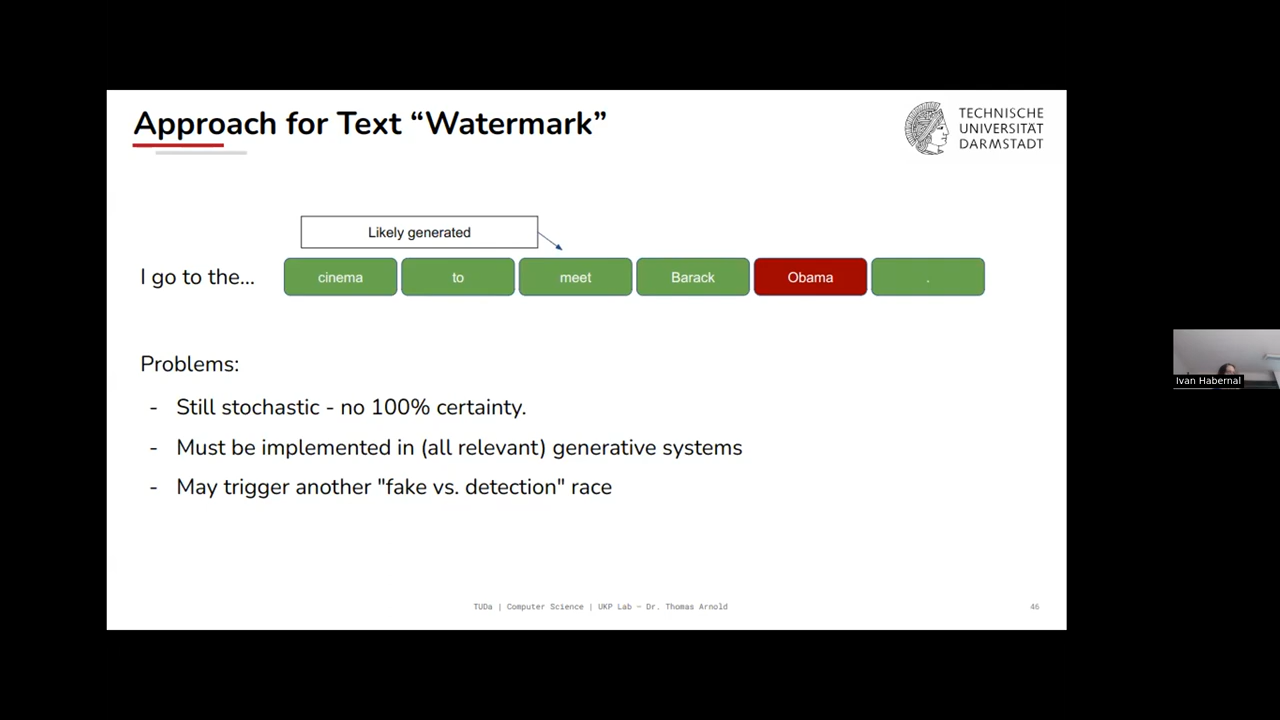 Approach for Text “Watermark”
TECHNISCHE
UNIVERSITÄT
DARMSTADT
Likely generated
I go to the... cinema to meet Barack Obama .
Problems:
- Still stochastic - no 100% certainty.
- Must be implemented in (all relevant) generative systems
- May trigger another "fake vs. detection" race
Ivan Habernal
TUDa | Computer Science | UKP Lab – Dr. Thomas Arnold
46